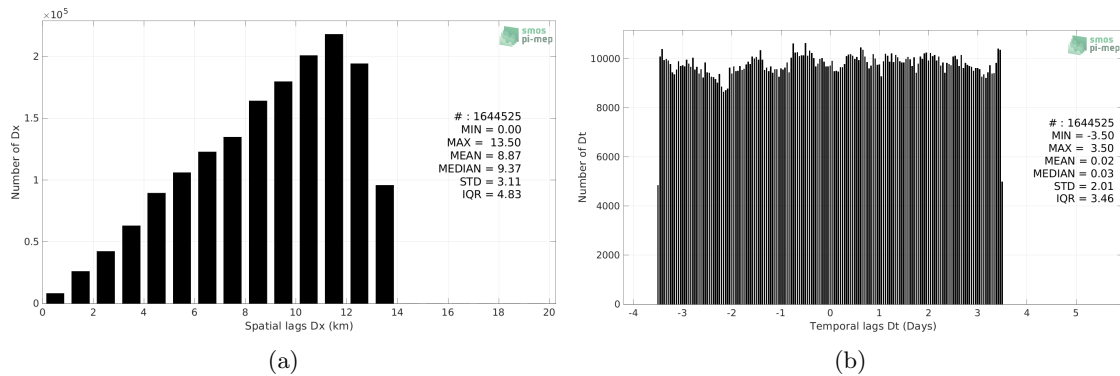 ×10⁵
2
1.5
1
0.5
0
Number of Dx
smos
pi-mep
# : 1644525
MIN = 0.00
MAX = 13.50
MEAN = 8.87
MEDIAN = 9.37
STD = 3.11
IQR = 4.83
0 2 4 6 8 10 12 14 16 18 20
Spatial lags Dx (km)
(a)
10000
8000
6000
4000
2000
0
Number of Dt
smos
pi-mep
# : 1644525
MIN = -3.50
MAX = 3.50
MEAN = 0.02
MEDIAN = 0.03
STD = 2.01
IQR = 3.46
-4 -3 -2 -1 0 1 2 3 4 5
Temporal lags Dt (Days)
(b)